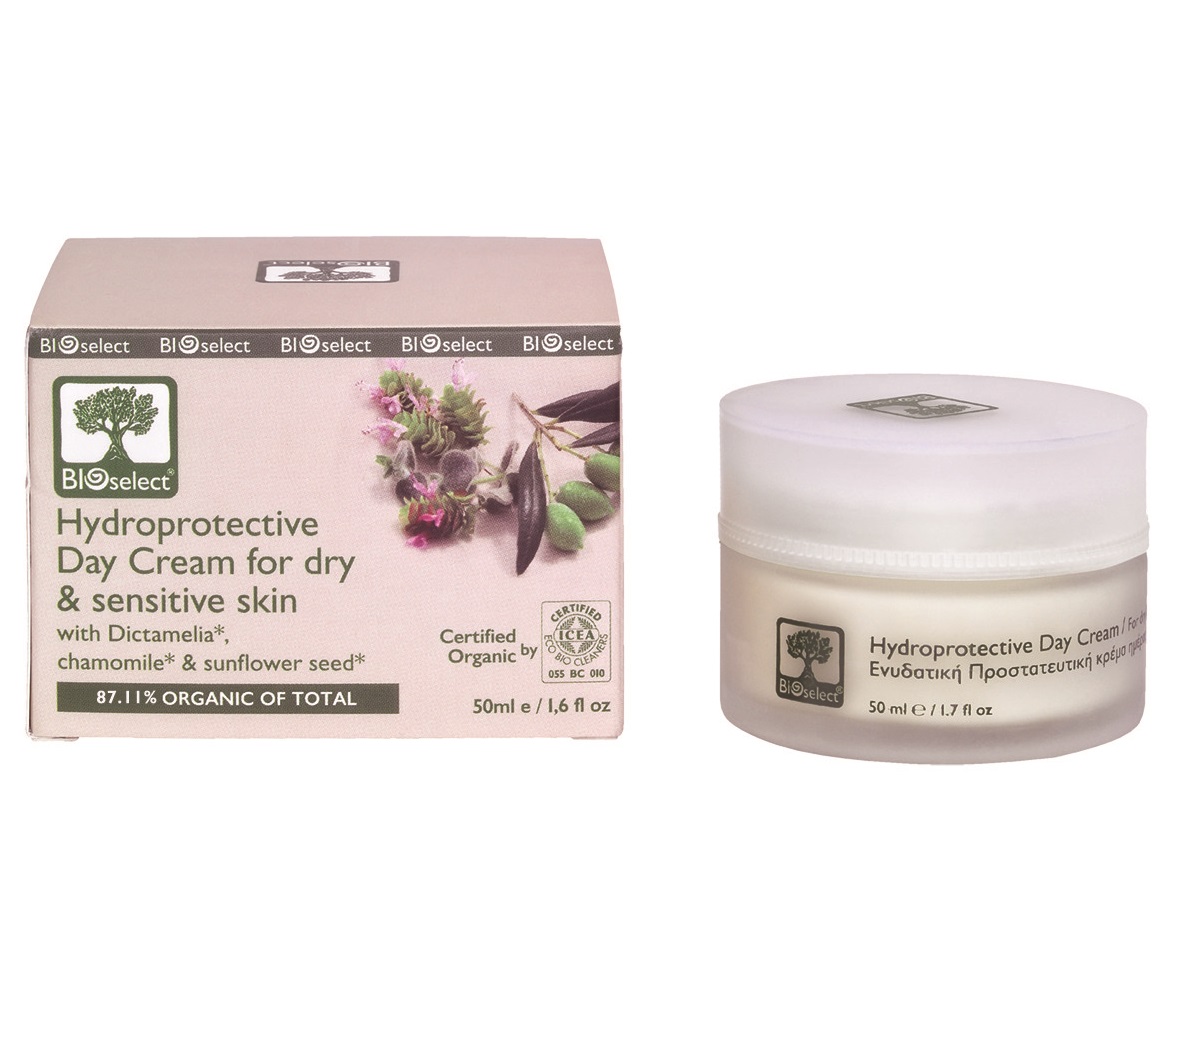 BIOselect
BIOselect BIOselect BIOselect BIOselect BIOselect
BIOselect®
Hydroprotective
Day Cream for dry
& sensitive skin
with Dictamelia*,
chamomile* & sunflower seed*
87.11% ORGANIC OF TOTAL
Certified
Organic by
CERTIFIED
ICEA
ECO BIO CLEANERS
055 BC 010
50ml e / 1,6 fl oz
BIOselect®
Hydroprotective Day Cream / For
Ενυδατική Προστατευτική κρέμα
50 ml ℮ / 1.7 fl oz